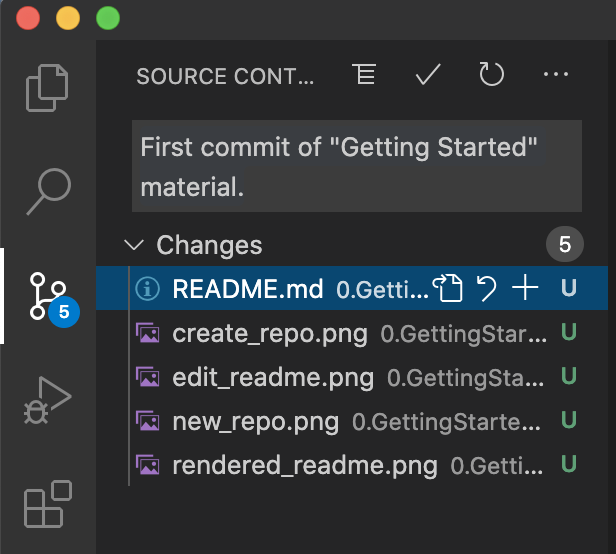 SOURCE CONT...
First commit of "Getting Started"
material.
Changes 5
README.md 0.Getti... U
5
create_repo.png 0.GettingStar... U
edit_readme.png 0.GettingSta... U
new_repo.png 0.GettingStarte... U
rendered_readme.png 0.Getti... U